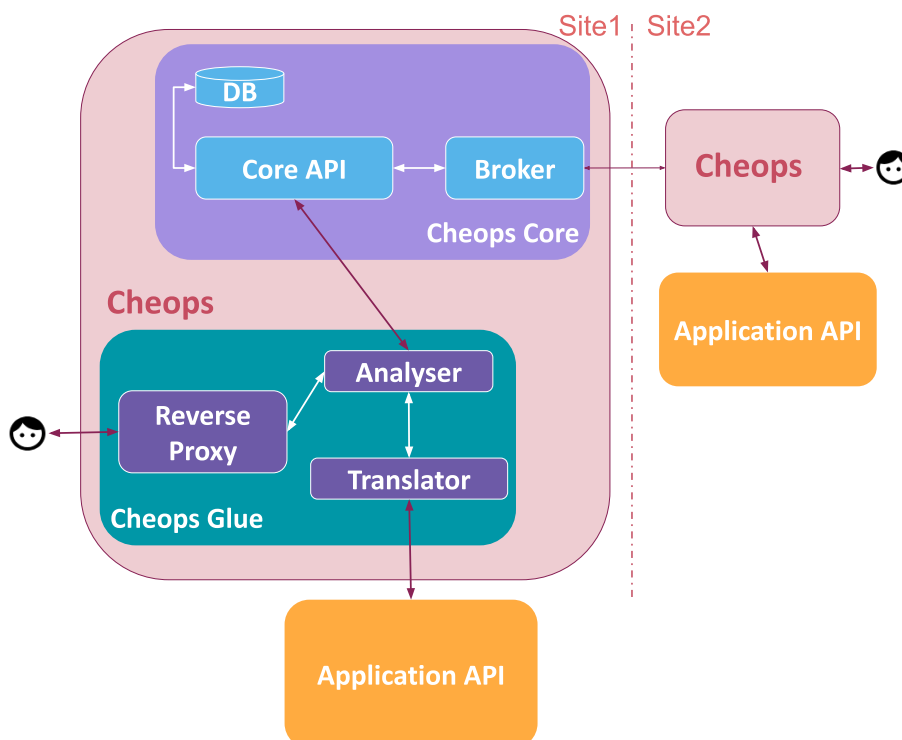 Site1
Site2
DB
Core API
Broker
Cheops Core
Cheops
Application API
Cheops
Analyser
Reverse
Proxy
Translator
Cheops Glue
Application API